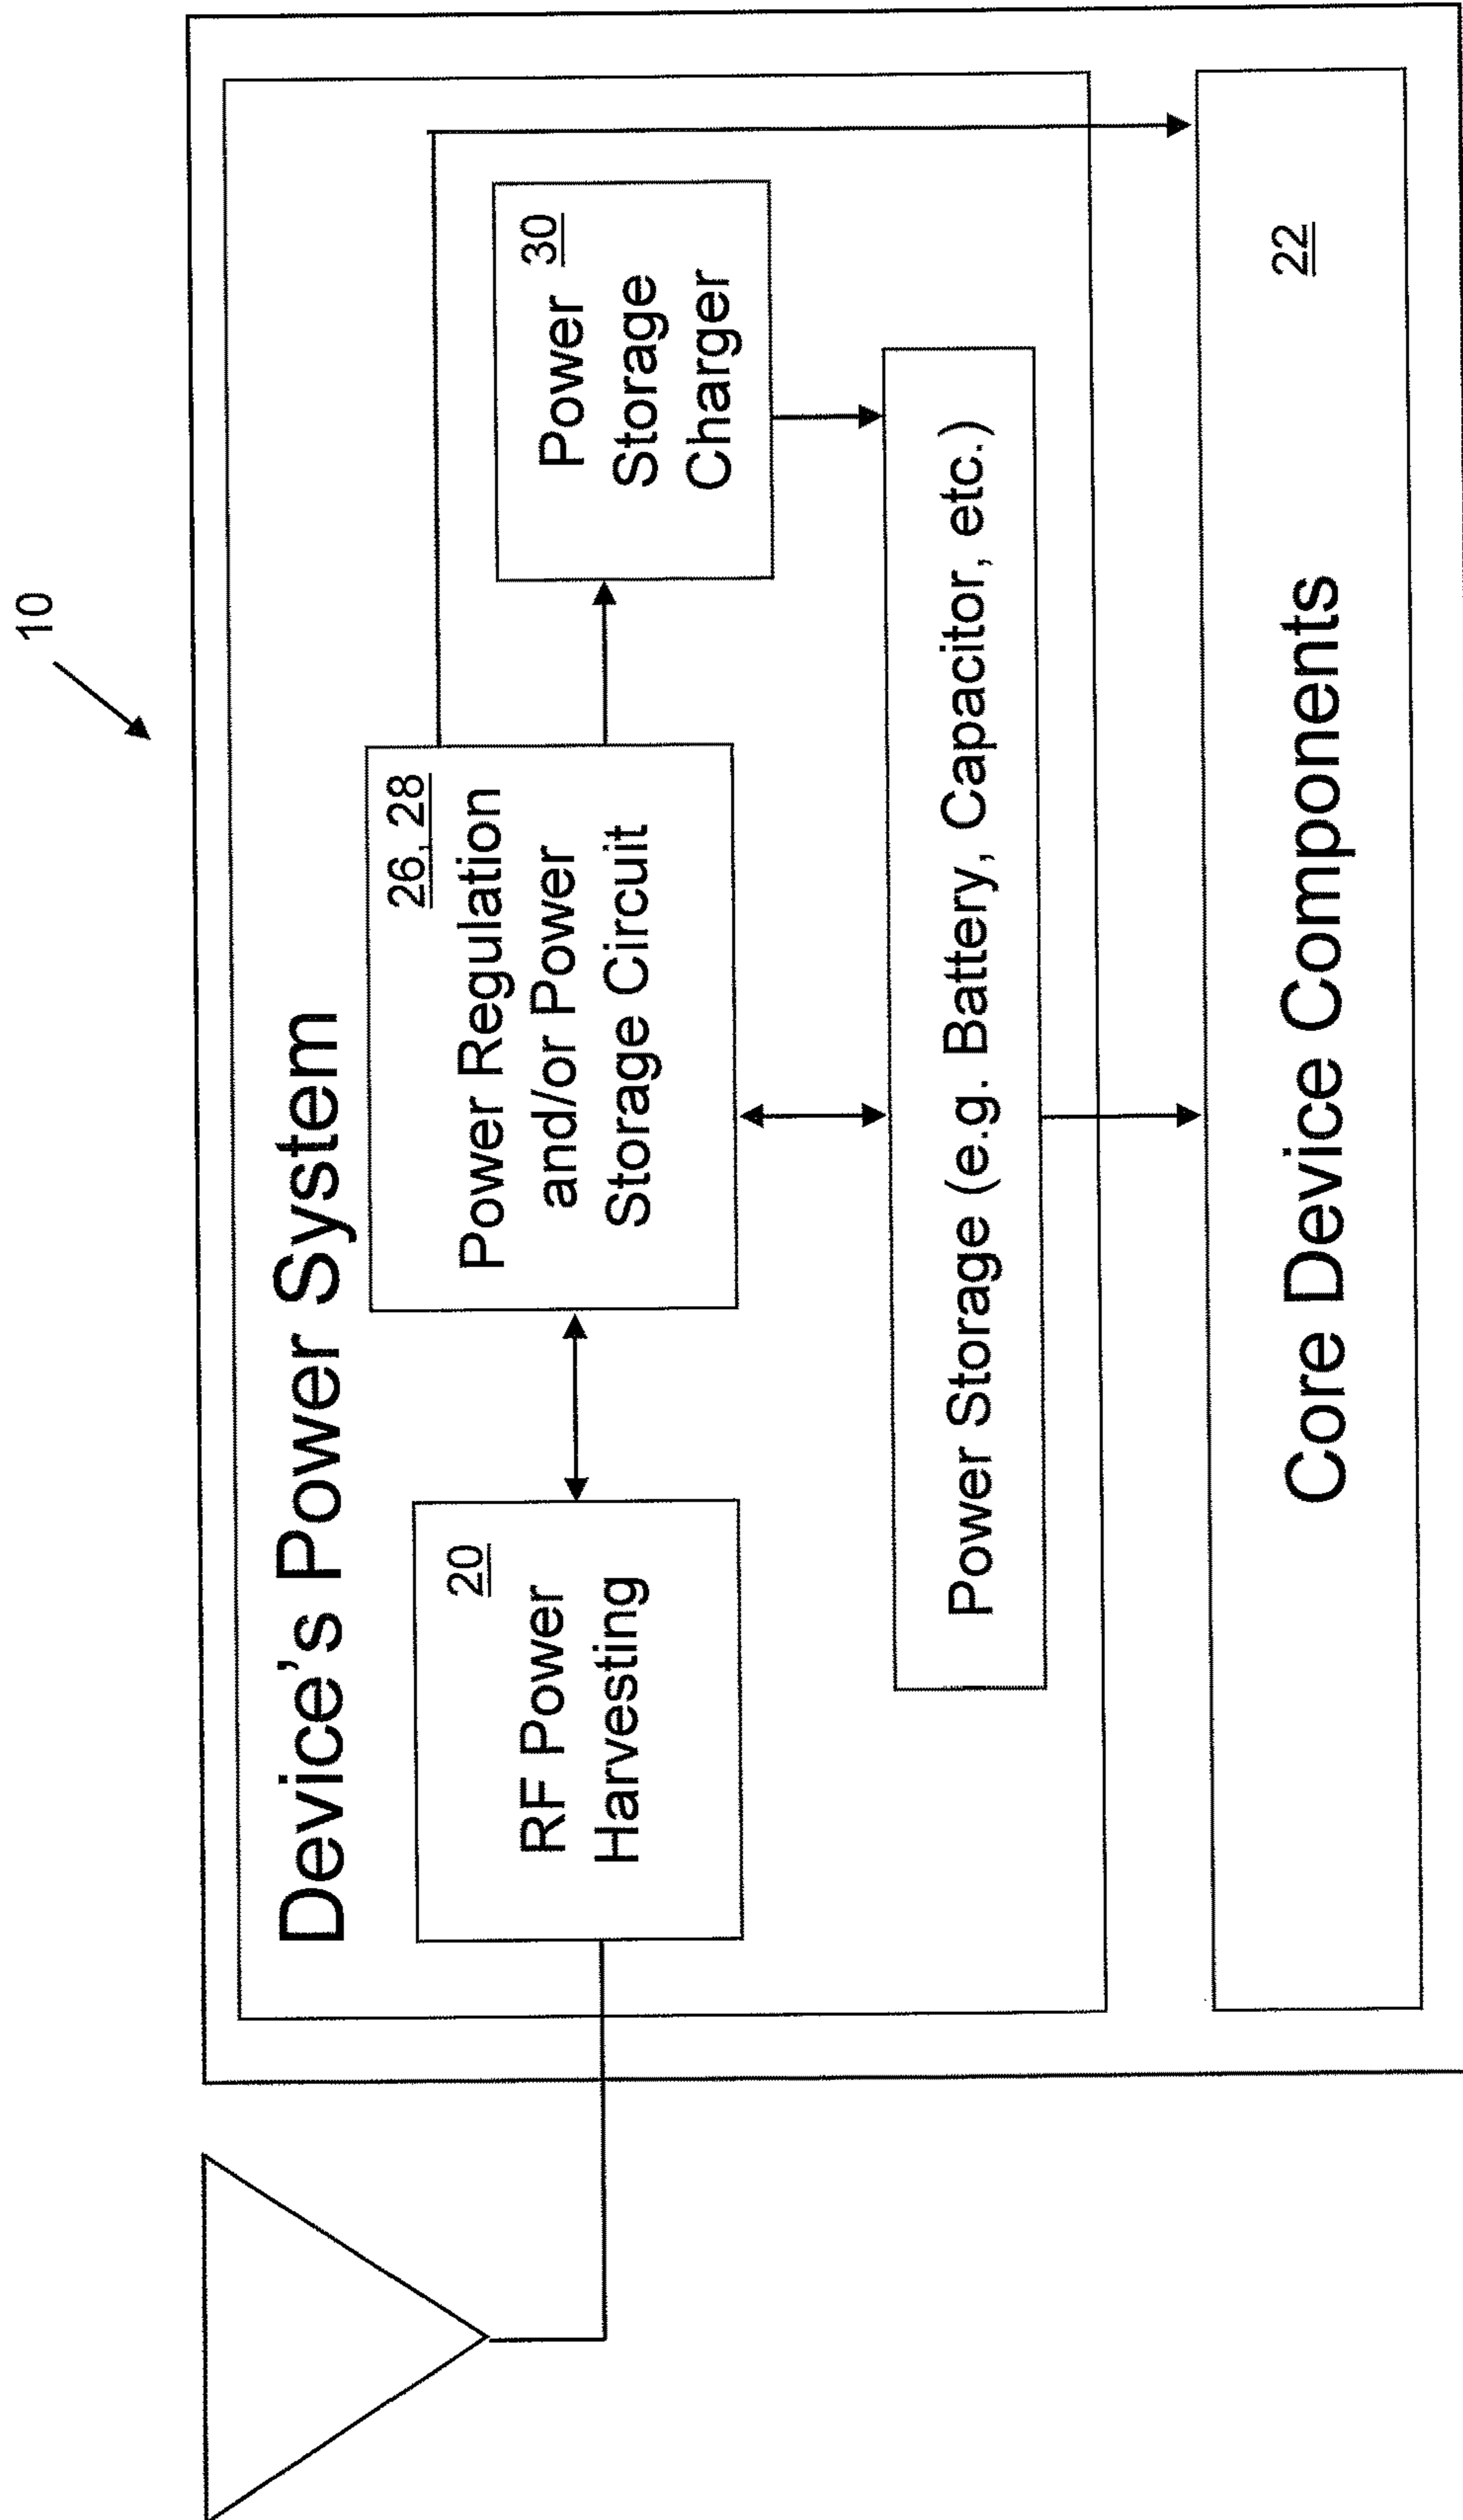 10
Device's Power System
20
RF Power
Harvesting
26, 28
Power Regulation
and/or Power
Storage Circuit
Power 30
Storage
Charger
Power Storage (e.g. Battery, Capacitor, etc.)
22
Core Device Components